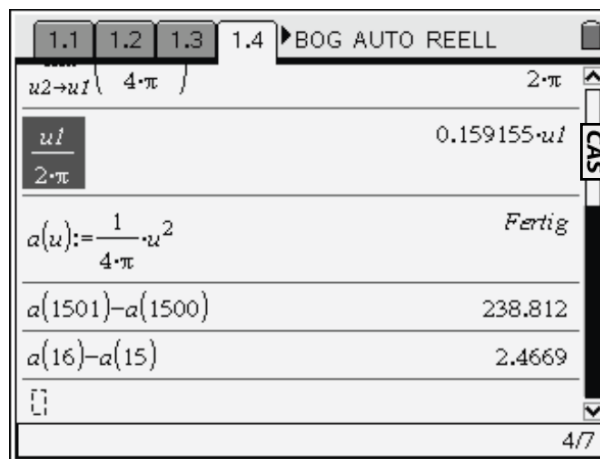 1.1 1.2 1.3 1.4 BOG AUTO REELL
u2→u1 ( 4·π ) 2·π
u1/2·π 0.159155·u1
CAS
a(u):=1/4·π·u² Fertig
a(1501)−a(1500) 238.812
a(16)−a(15) 2.4669
4/7